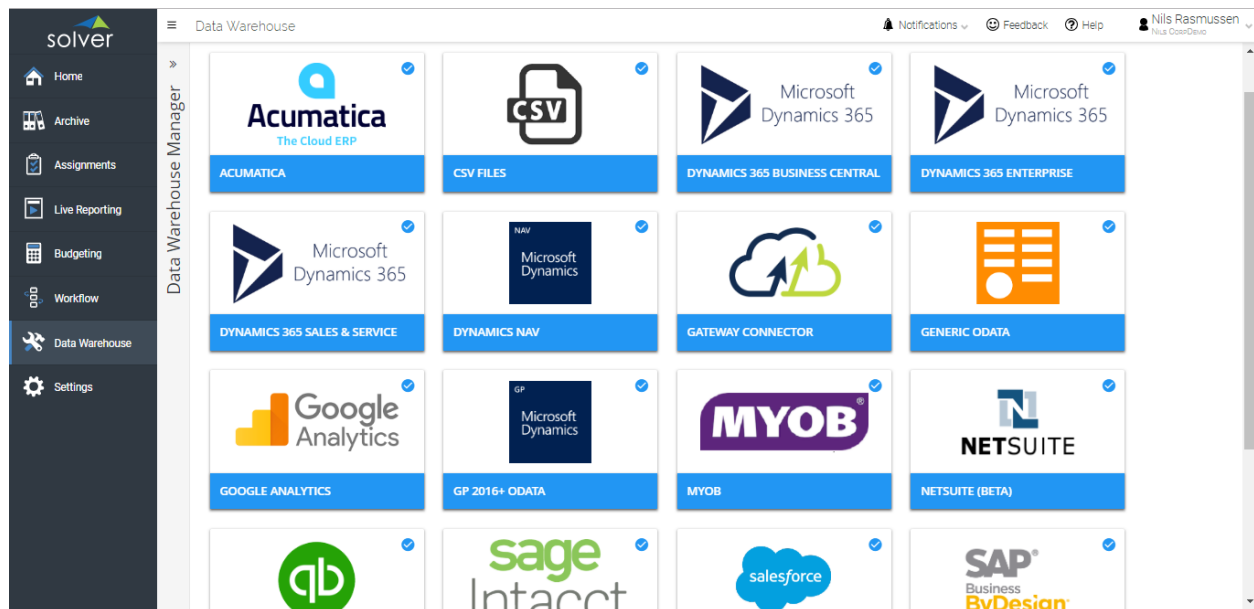 solver
Data Warehouse
Notifications
Feedback
Help
Nils Rasmussen
Nils CorpDemo
Home
Archive
Assignments
Live Reporting
Budgeting
Workflow
Data Warehouse
Settings
Data Warehouse Manager
Acumatica
The Cloud ERP
ACUMATICA
CSV
CSV FILES
Microsoft
Dynamics 365
DYNAMICS 365 BUSINESS CENTRAL
Microsoft
Dynamics 365
DYNAMICS 365 ENTERPRISE
Microsoft
Dynamics 365
DYNAMICS 365 SALES & SERVICE
NAV
Microsoft
Dynamics
DYNAMICS NAV
GATEWAY CONNECTOR
GENERIC ODATA
Google
Analytics
GOOGLE ANALYTICS
GP
Microsoft
Dynamics
GP 2016+ ODATA
MYOB®
MYOB
N
NETSUITE
NETSUITE (BETA)
qb
sage
Intacct
salesforce
SAP®
Business
ByDesign